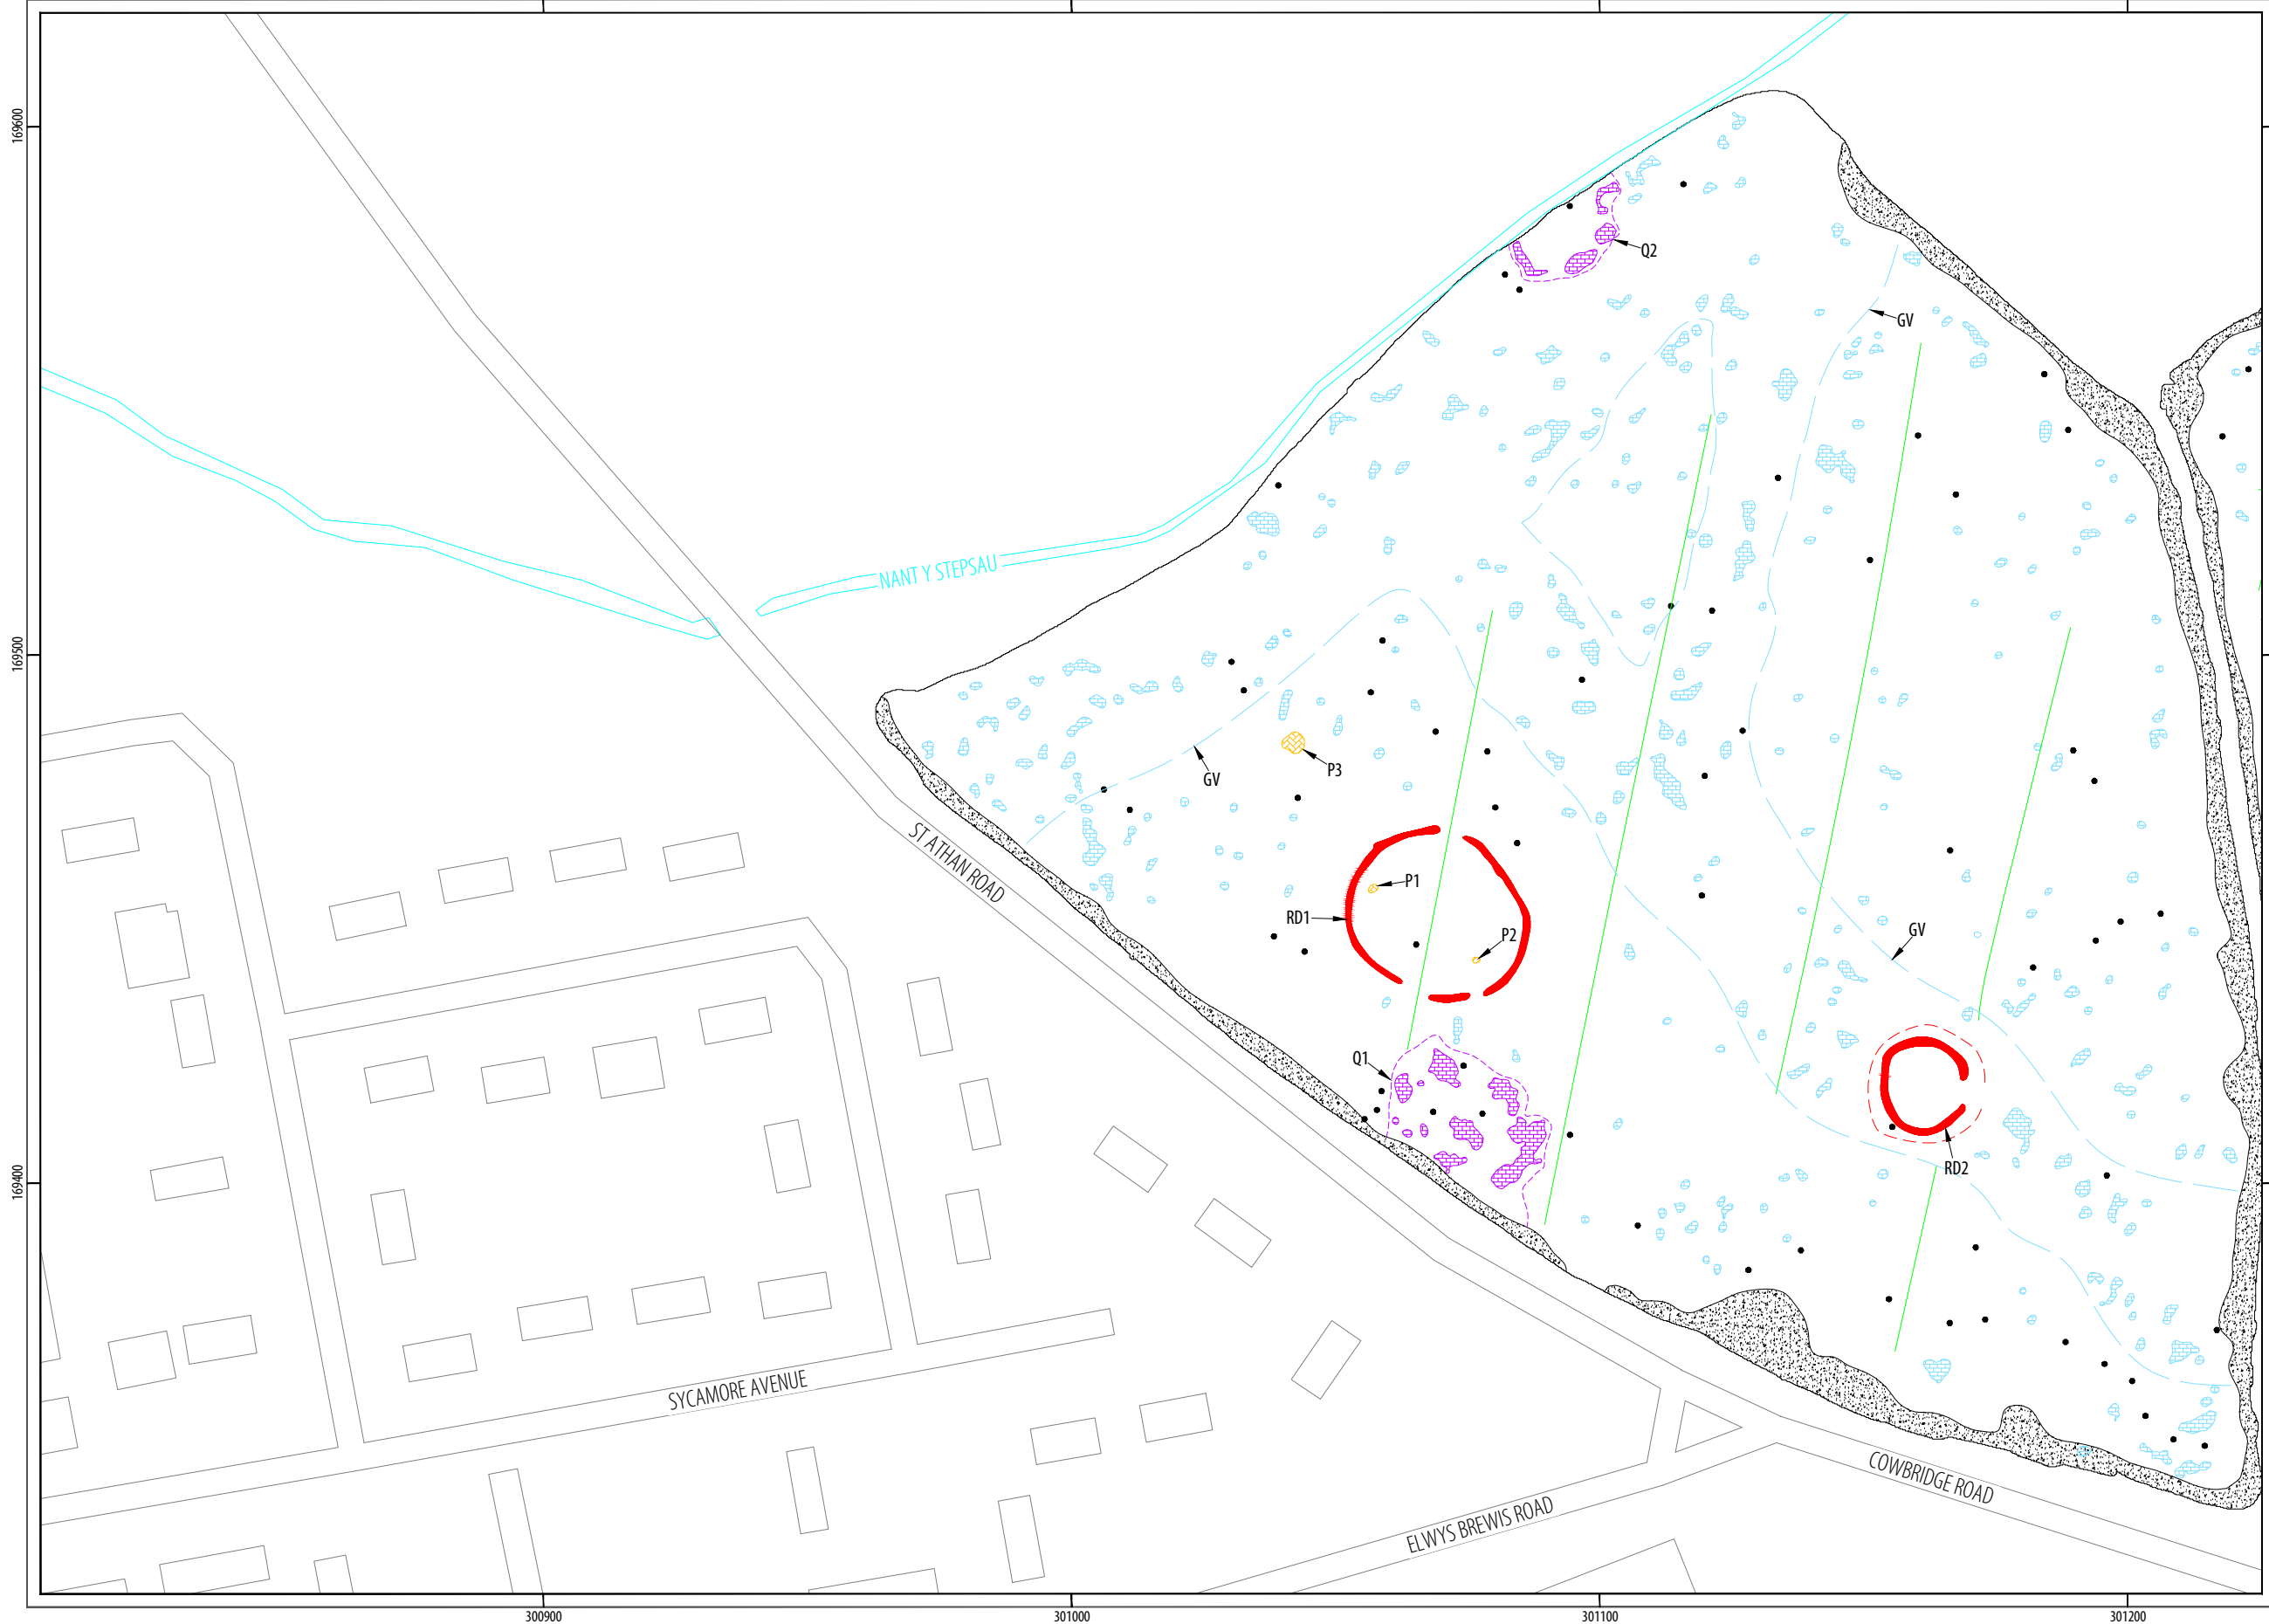 169600
Q2
GV
NANT Y STEPSAU
169500
P3
GV
ST ATHAN ROAD
P1
RD1
P2
GV
Q1
RD2
169400
SYCAMORE AVENUE
COWBRIDGE ROAD
ELWYS BREWIS ROAD
300900
301000
301100
301200